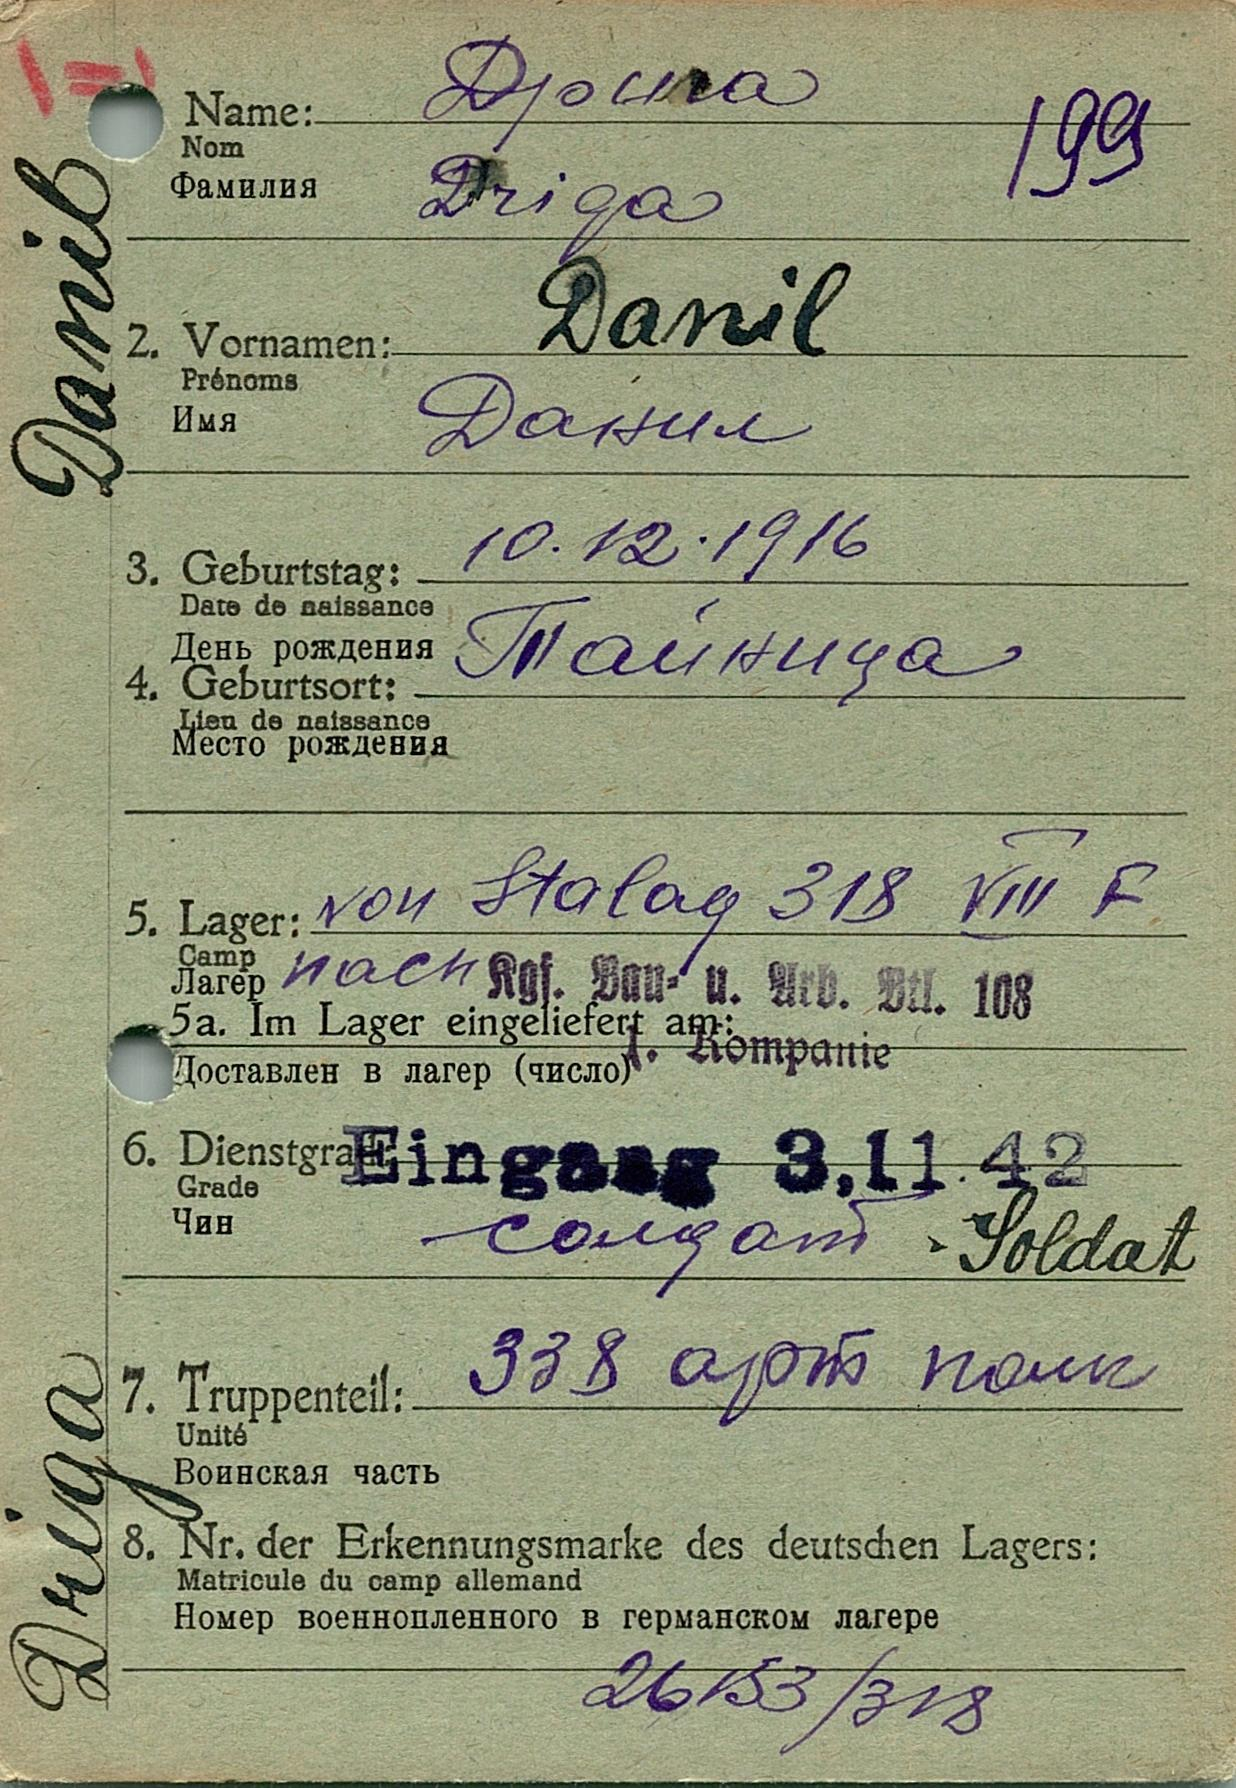 Name: Дрига
Nom
Фамилия Driga
199
2. Vornamen: Danil
Prénoms
Имя Данил
3. Geburtstag: 10.12.1916
Date de naissance
День рождения
4. Geburtsort: Тайница
Lieu de naissance
Место рождения
5. Lager: von Stalag 318 VIII F
Camp
Лагер nach Kgf. Bau- u. Arb. Btl. 108
5a. Im Lager eingeliefert am:
1. Kompanie
Доставлен в лагер (число)
6. Dienstgrad: Eingang 3.11.42
Grade
Чин солдат - Soldat
7. Truppenteil: 338 арт полк
Unité
Воинская часть
8. Nr. der Erkennungsmarke des deutschen Lagers:
Matricule du camp allemand
Номер военнопленного в германском лагере
26153/318
Danil
Driga